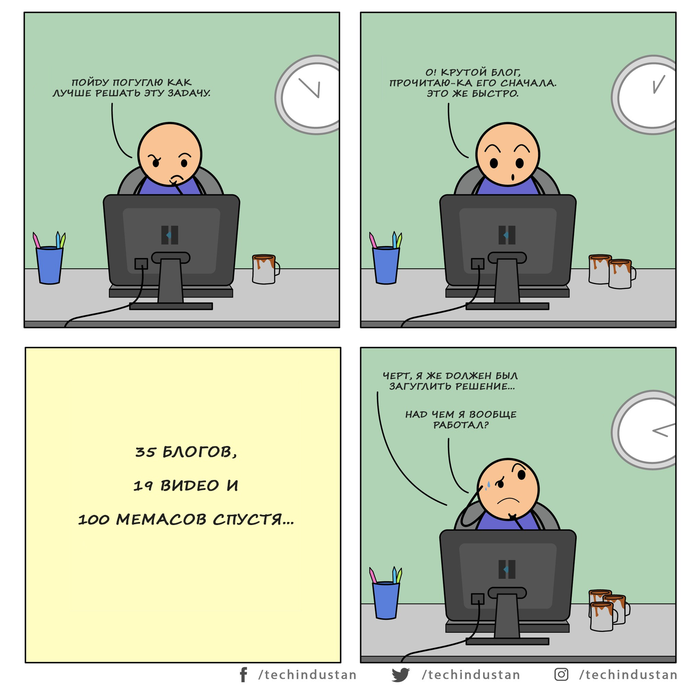 ПОЙДУ ПОГУГЛЮ КАК
ЛУЧШЕ РЕШАТЬ ЭТУ ЗАДАЧУ.
О! КРУТОЙ БЛОГ,
ПРОЧИТАЮ-КА ЕГО СНАЧАЛА.
ЭТО ЖЕ БЫСТРО.
35 БЛОГОВ,
19 ВИДЕО И
100 МЕМАСОВ СПУСТЯ...
ЧЕРТ, Я ЖЕ ДОЛЖЕН БЫЛ
ЗАГУГЛИТЬ РЕШЕНИЕ...
НАД ЧЕМ Я ВООБЩЕ
РАБОТАЛ?
/techindustan /techindustan /techindustan